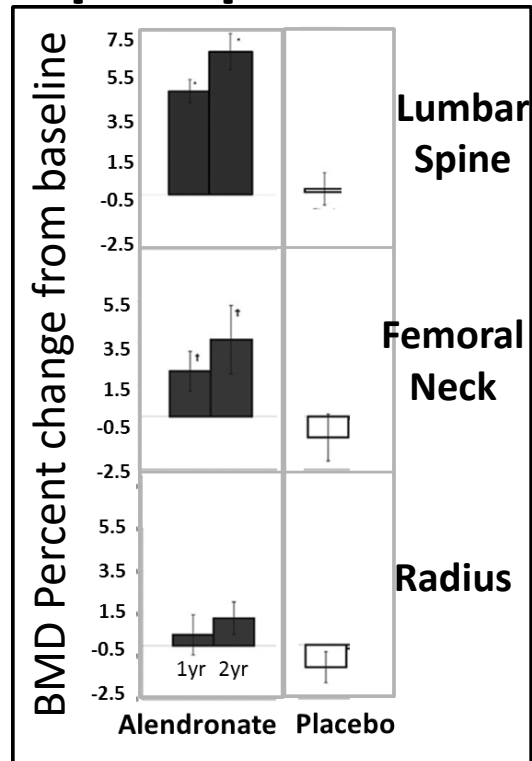 BMD Percent change from baseline
7.5
5.5
3.5
1.5
-0.5
-2.5
Lumbar
Spine
5.5
3.5
1.5
-0.5
-2.5
Femoral
Neck
5.5
3.5
1.5
-0.5
-2.5
Radius
1yr 2yr
Alendronate Placebo